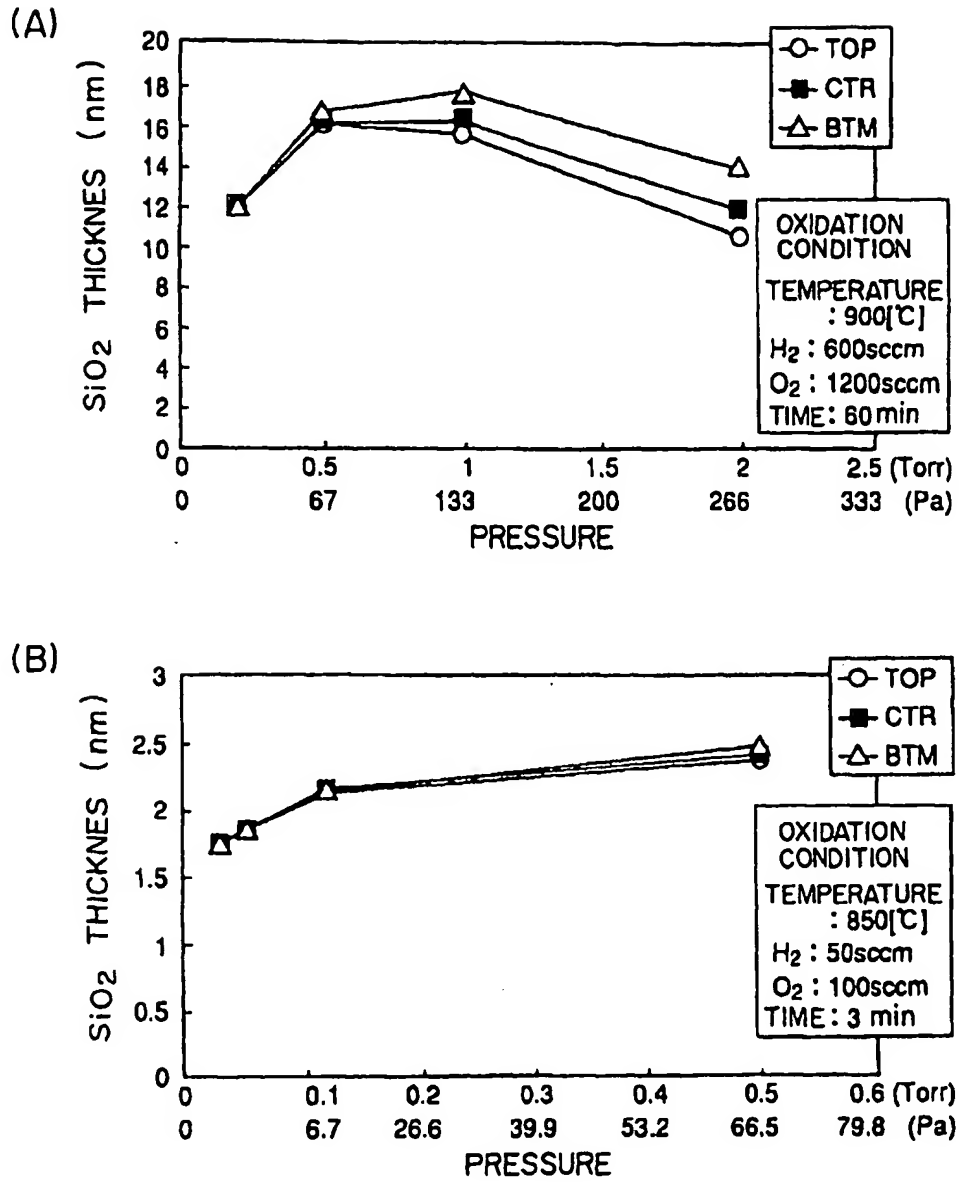 (A)
SiO2 THICKNES (nm)
20
18
16
14
12
10
8
6
4
2
0
TOP
CTR
BTM
OXIDATION
CONDITION
TEMPERATURE
: 900[℃]
H2 : 600sccm
O2 : 1200sccm
TIME : 60 min
0 0.5 1 1.5 2 2.5 (Torr)
0 67 133 200 266 333 (Pa)
PRESSURE
(B)
SiO2 THICKNES (nm)
3
2.5
2
1.5
1
0.5
0
TOP
CTR
BTM
OXIDATION
CONDITION
TEMPERATURE
: 850[℃]
H2 : 50sccm
O2 : 100sccm
TIME : 3 min
0 0.1 0.2 0.3 0.4 0.5 0.6 (Torr)
0 6.7 26.6 39.9 53.2 66.5 79.8 (Pa)
PRESSURE